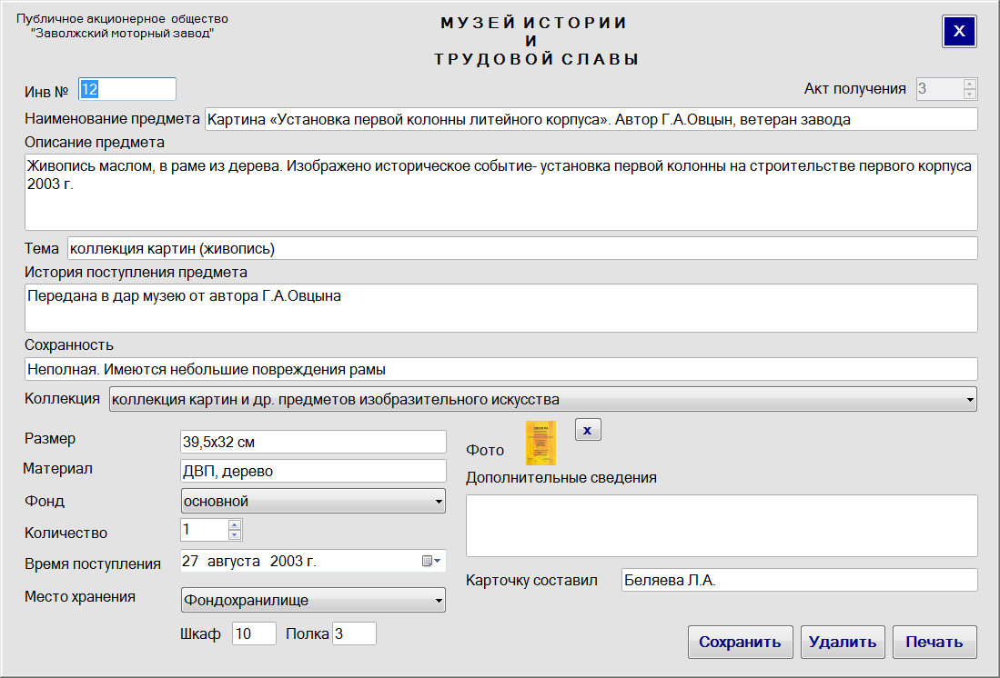 Публичное акционерное общество
"Заволжский моторный завод"
МУЗЕЙ ИСТОРИИ
И
ТРУДОВОЙ СЛАВЫ
X
Инв № 12
Акт получения 3
Наименование предмета Картина «Установка первой колонны литейного корпуса». Автор Г.А.Овцын, ветеран завода
Описание предмета
Живопись маслом, в раме из дерева. Изображено историческое событие- установка первой колонны на строительстве первого корпуса
2003 г.
Тема коллекция картин (живопись)
История поступления предмета
Передана в дар музею от автора Г.А.Овцына
Сохранность
Неполная. Имеются небольшие повреждения рамы
Коллекция коллекция картин и др. предметов изобразительного искусства
Размер 39,5х32 см
Материал ДВП, дерево
Фонд основной
Количество 1
Время поступления 27 августа 2003 г.
Место хранения Фондохранилище
Шкаф 10 Полка 3
Фото x
Дополнительные сведения
Карточку составил Беляева Л.А.
Сохранить Удалить Печать